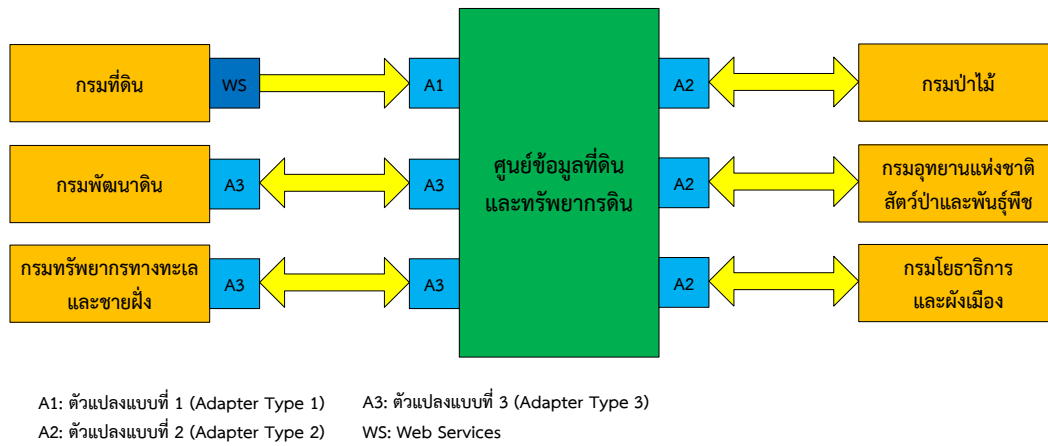 กรมที่ดิน
WS
A1
A2
กรมป่าไม้
กรมพัฒนาดิน
A3
A3
ศูนย์ข้อมูลที่ดิน
และทรัพยากรดิน
A2
กรมอุทยานแห่งชาติ
สัตว์ป่าและพันธุ์พืช
กรมทรัพยากรทางทะเล
และชายฝั่ง
A3
A3
A2
กรมโยธาธิการ
และผังเมือง
A1: ตัวแปลงแบบที่ 1 (Adapter Type 1)
A3: ตัวแปลงแบบที่ 3 (Adapter Type 3)
A2: ตัวแปลงแบบที่ 2 (Adapter Type 2)
WS: Web Services